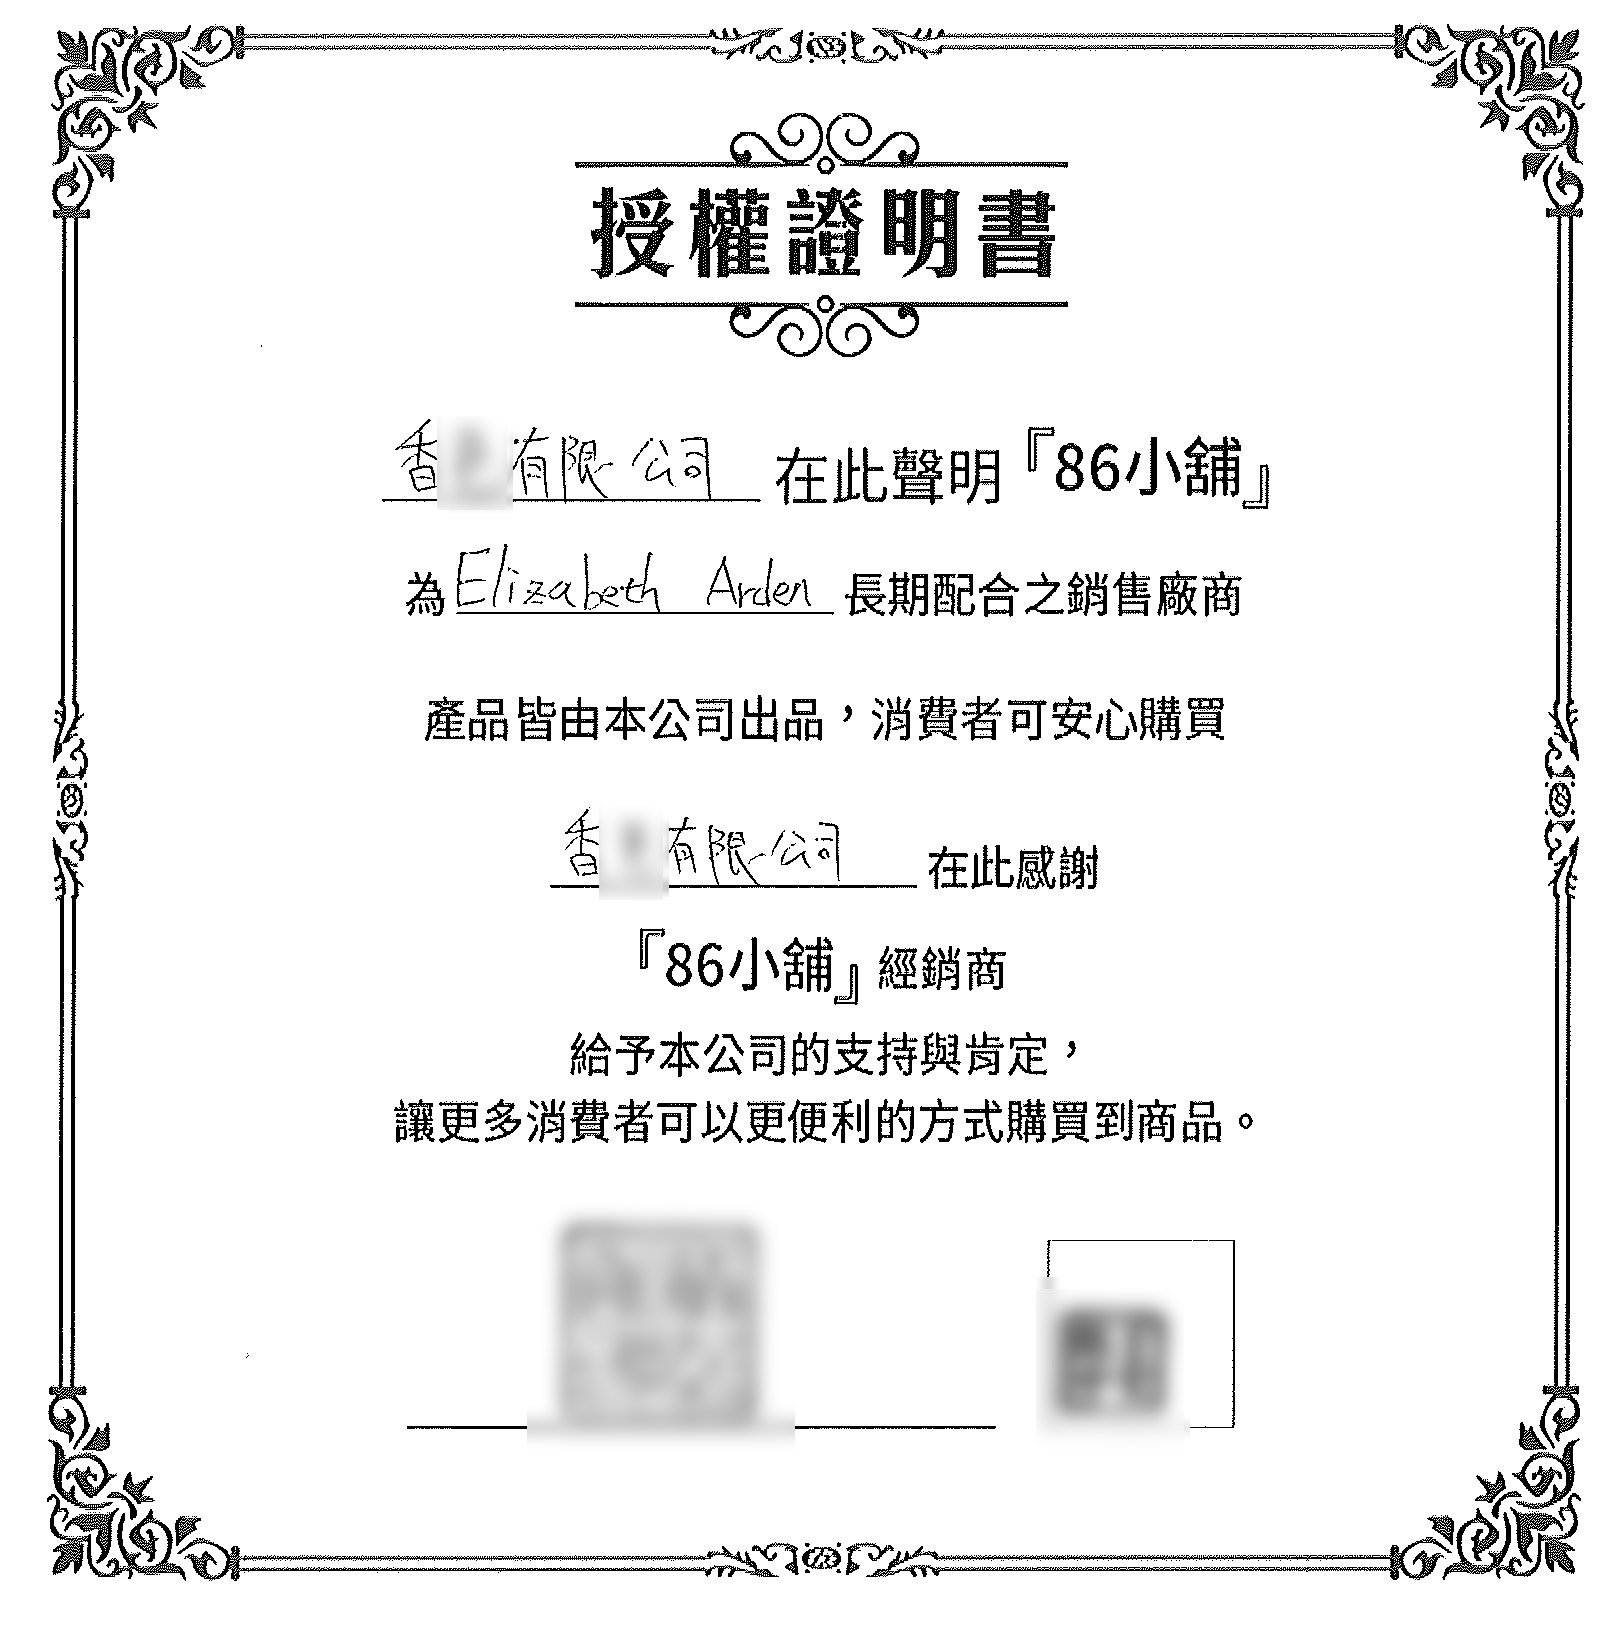 授權證明書
香 有限公司 在此聲明『86小舖』
為 Elizabeth Arden 長期配合之銷售廠商
產品皆由本公司出品，消費者可安心購買
香 有限公司 在此感謝
『86小舖』經銷商
給予本公司的支持與肯定，
讓更多消費者可以更便利的方式購買到商品。